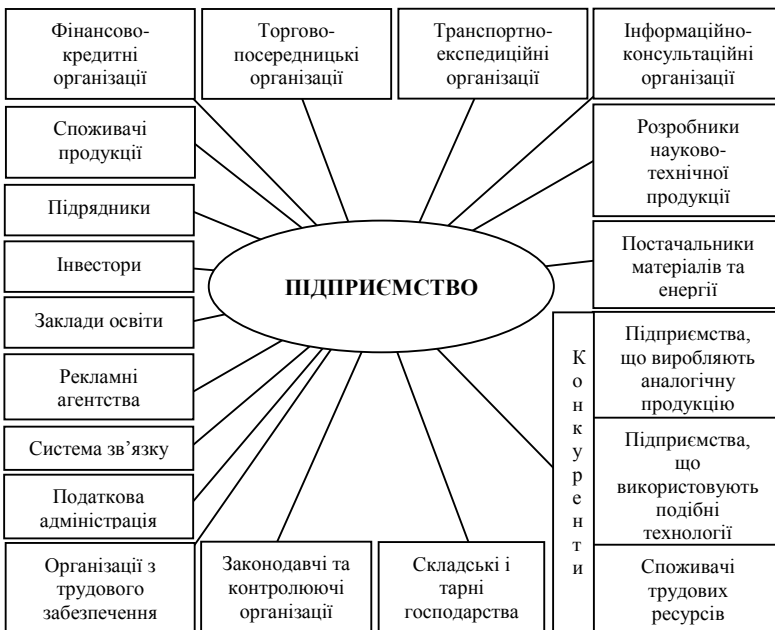 Фінансово-
кредитні
організації
Торгово-
посередницькі
організації
Транспортно-
експедиційні
організації
Інформаційно-
консультаційні
організації
Споживачі
продукції
Розробники
науково-
технічної
продукції
Підрядники
Інвестори
Постачальники
матеріалів та
енергії
ПІДПРИЄМСТВО
Заклади освіти
Рекламні
агентства
Система зв’язку
Податкова
адміністрація
Організації з
трудового
забезпечення
Законодавчі та
контролюючі
організації
Складські і
тарні
господарства
Конкуренти
Підприємства,
що виробляють
аналогічну
продукцію
Підприємства,
що
використовують
подібні
технології
Споживачі
трудових
ресурсів